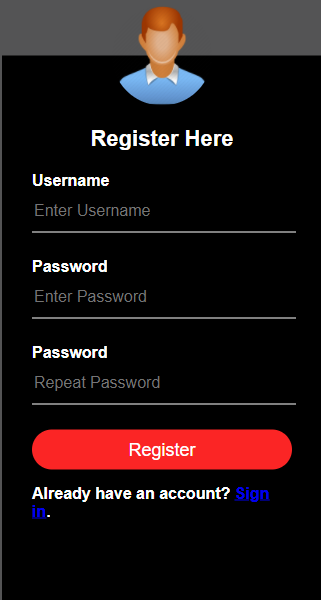 Register Here
Username
Enter Username
Password
Enter Password
Password
Repeat Password
Register
Already have an account? Sign
in.